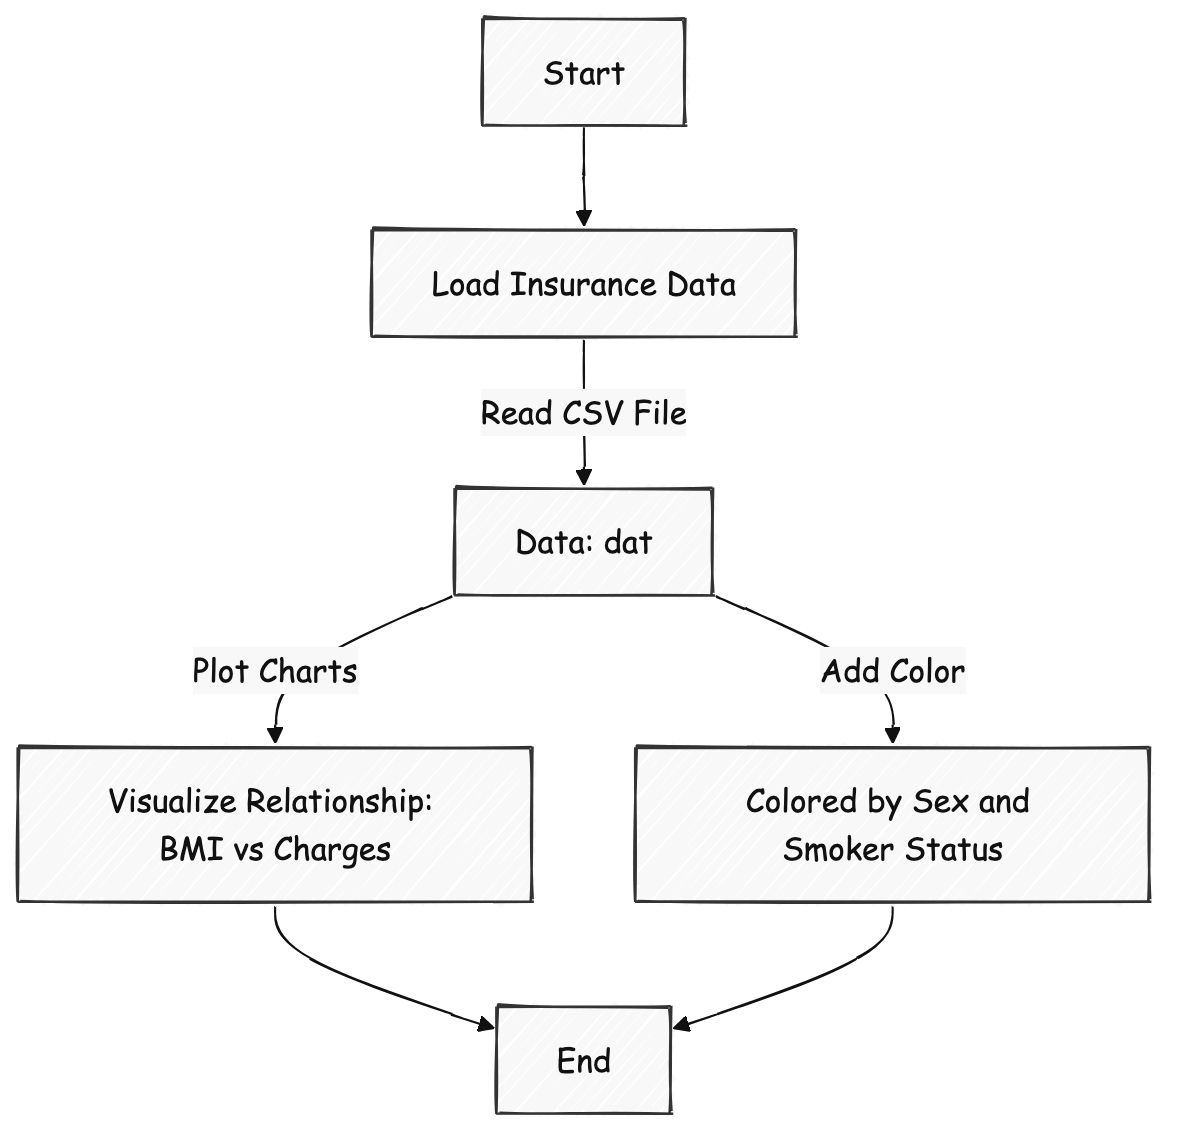 Start
Load Insurance Data
Read CSV File
Data: dat
Plot Charts
Add Color
Visualize Relationship:
BMI vs Charges
Colored by Sex and
Smoker Status
End